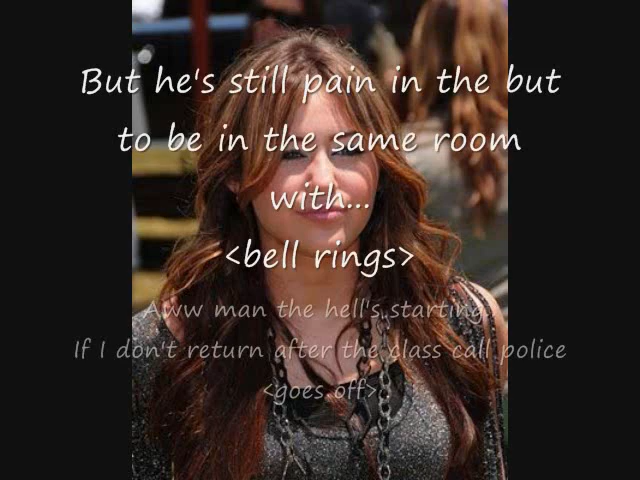 But he's still pain in the but
to be in the same room
with...
<bell rings>
Aww man the hell's starting.
If I don't return after the class call police
<goes off>